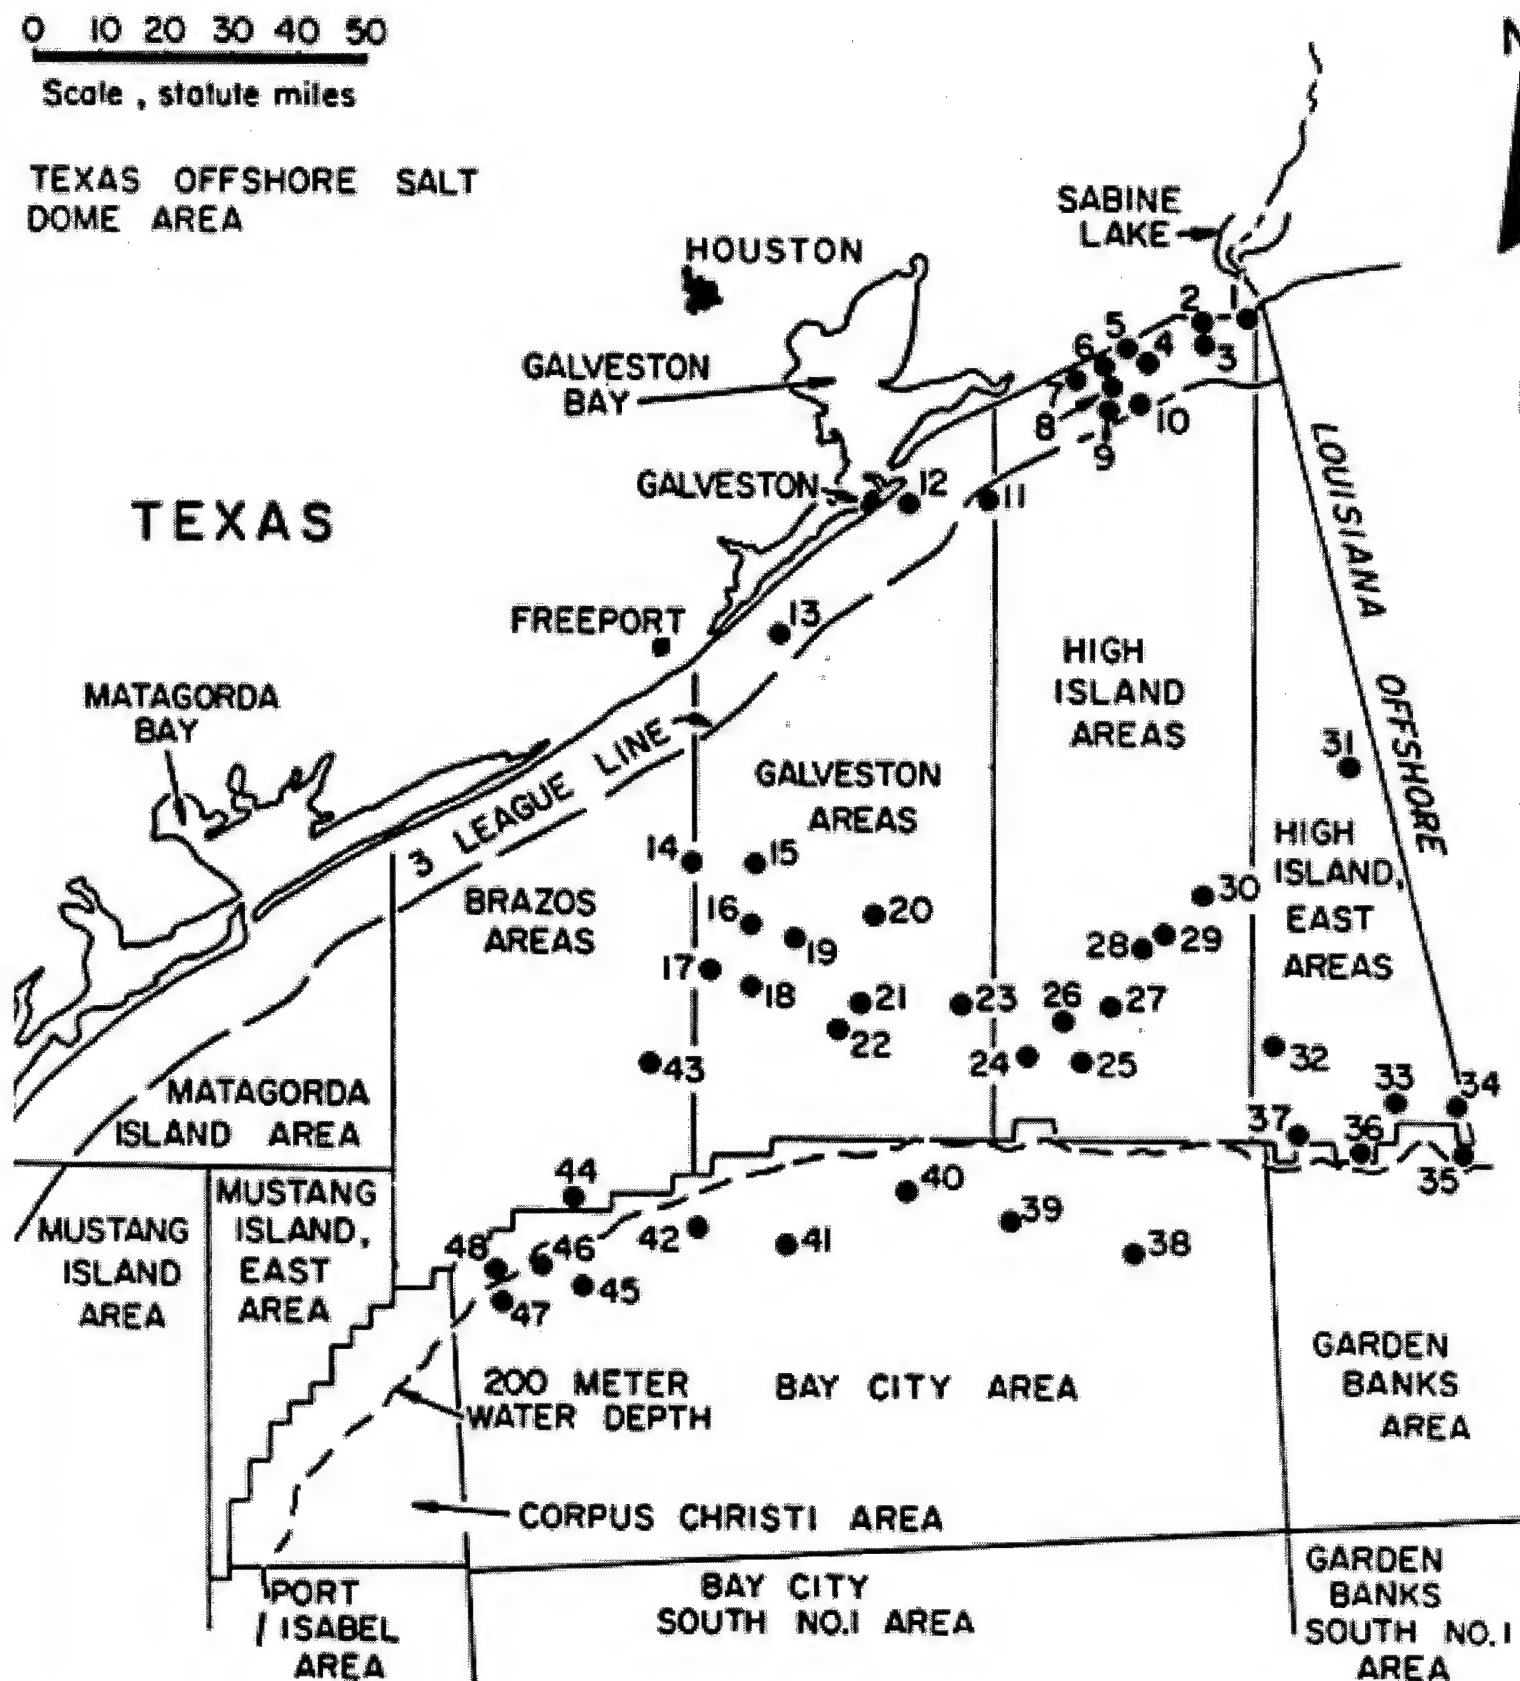 0 10 20 30 40 50
Scale, statute miles
N
TEXAS OFFSHORE SALT
DOME AREA
SABINE
LAKE
HOUSTON
GALVESTON
BAY
1
2
3
4
5
6
8
9
10
GALVESTON
12
11
TEXAS
LOUISIANA OFFSHORE
FREEPORT
13
HIGH
ISLAND
AREAS
MATAGORDA
BAY
3 LEAGUE LINE
31
GALVESTON
AREAS
HIGH
ISLAND,
EAST
AREAS
14
15
BRAZOS
AREAS
16
19
20
30
28
29
17
18
21
22
23
26
27
24
25
32
43
33
34
MATAGORDA
ISLAND AREA
37
36
35
44
40
39
38
MUSTANG
ISLAND
AREA
MUSTANG
ISLAND,
EAST
AREA
42
41
48
46
45
47
GARDEN
BANKS
AREA
200 METER
WATER DEPTH
BAY CITY AREA
CORPUS CHRISTI AREA
PORT
ISABEL
AREA
BAY CITY
SOUTH NO.1 AREA
GARDEN
BANKS
SOUTH NO.1
AREA